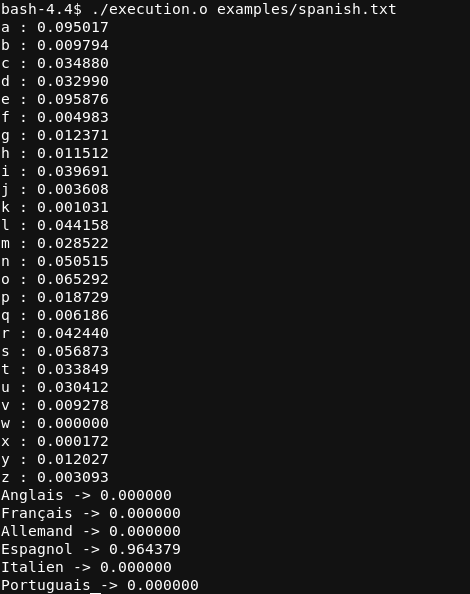 bash-4.4$ ./execution.o examples/spanish.txt
a : 0.095017
b : 0.009794
c : 0.034880
d : 0.032990
e : 0.095876
f : 0.004983
g : 0.012371
h : 0.011512
i : 0.039691
j : 0.003608
k : 0.001031
l : 0.044158
m : 0.028522
n : 0.050515
o : 0.065292
p : 0.018729
q : 0.006186
r : 0.042440
s : 0.056873
t : 0.033849
u : 0.030412
v : 0.009278
w : 0.000000
x : 0.000172
y : 0.012027
z : 0.003093
Anglais -> 0.000000
Français -> 0.000000
Allemand -> 0.000000
Espagnol -> 0.964379
Italien -> 0.000000
Portuguais -> 0.000000